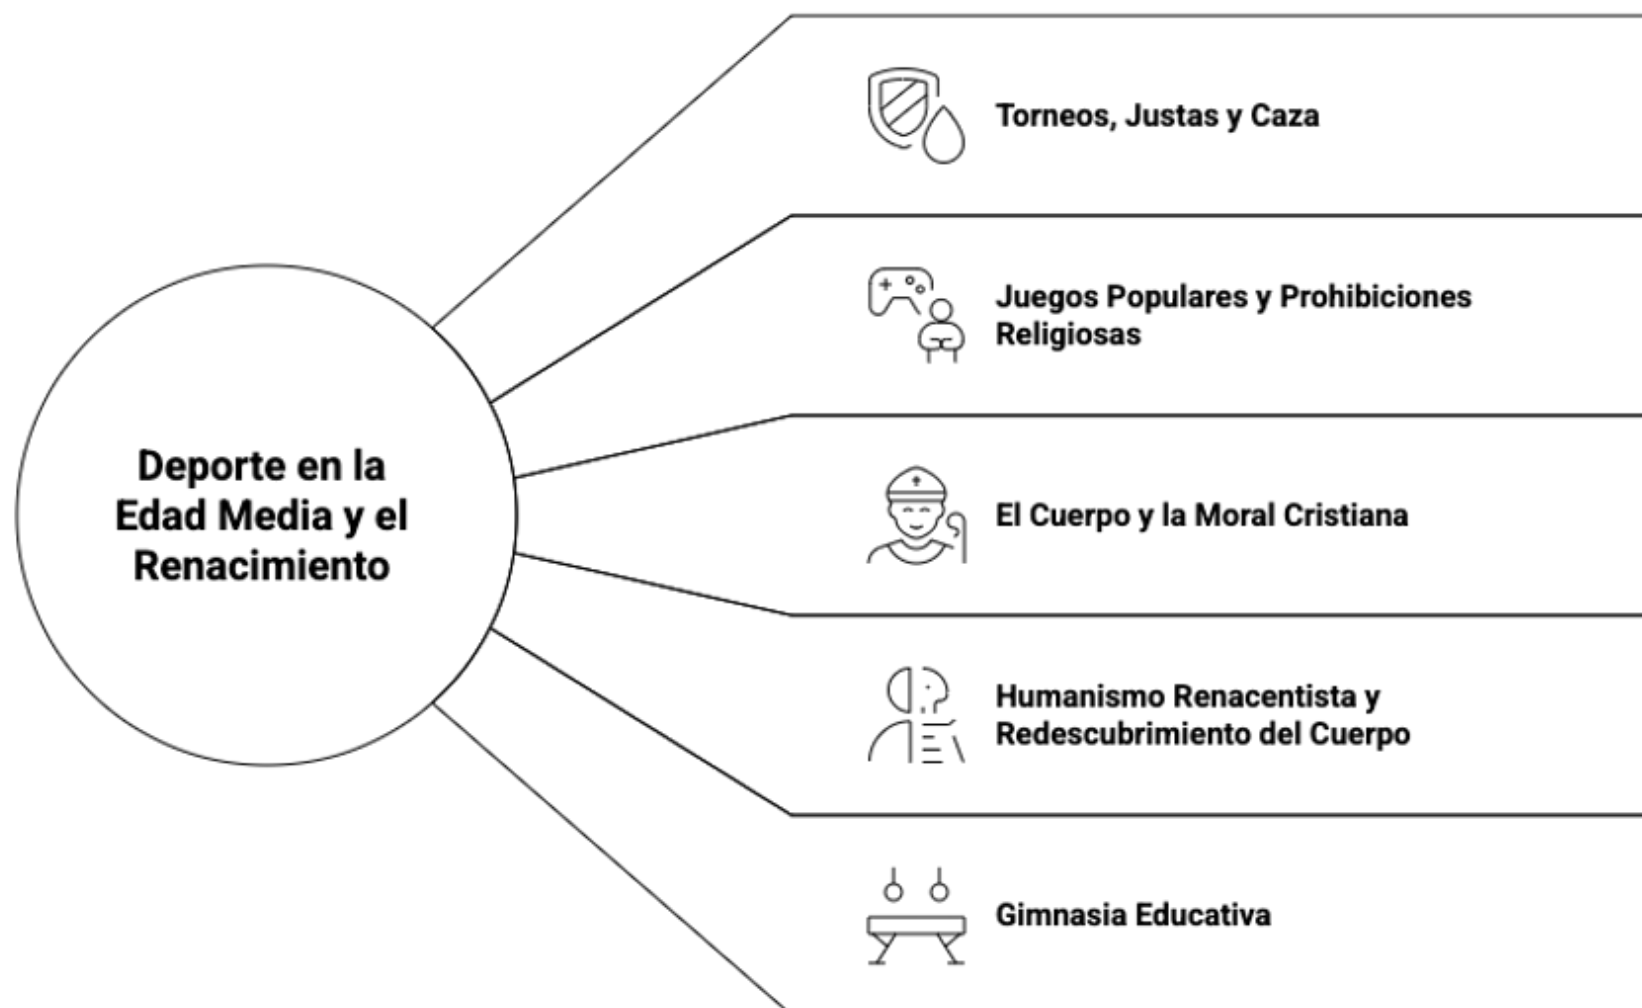 Deporte en la
Edad Media y el
Renacimiento
Torneos, Justas y Caza
Juegos Populares y Prohibiciones
Religiosas
El Cuerpo y la Moral Cristiana
Humanismo Renacentista y
Redescubrimiento del Cuerpo
Gimnasia Educativa